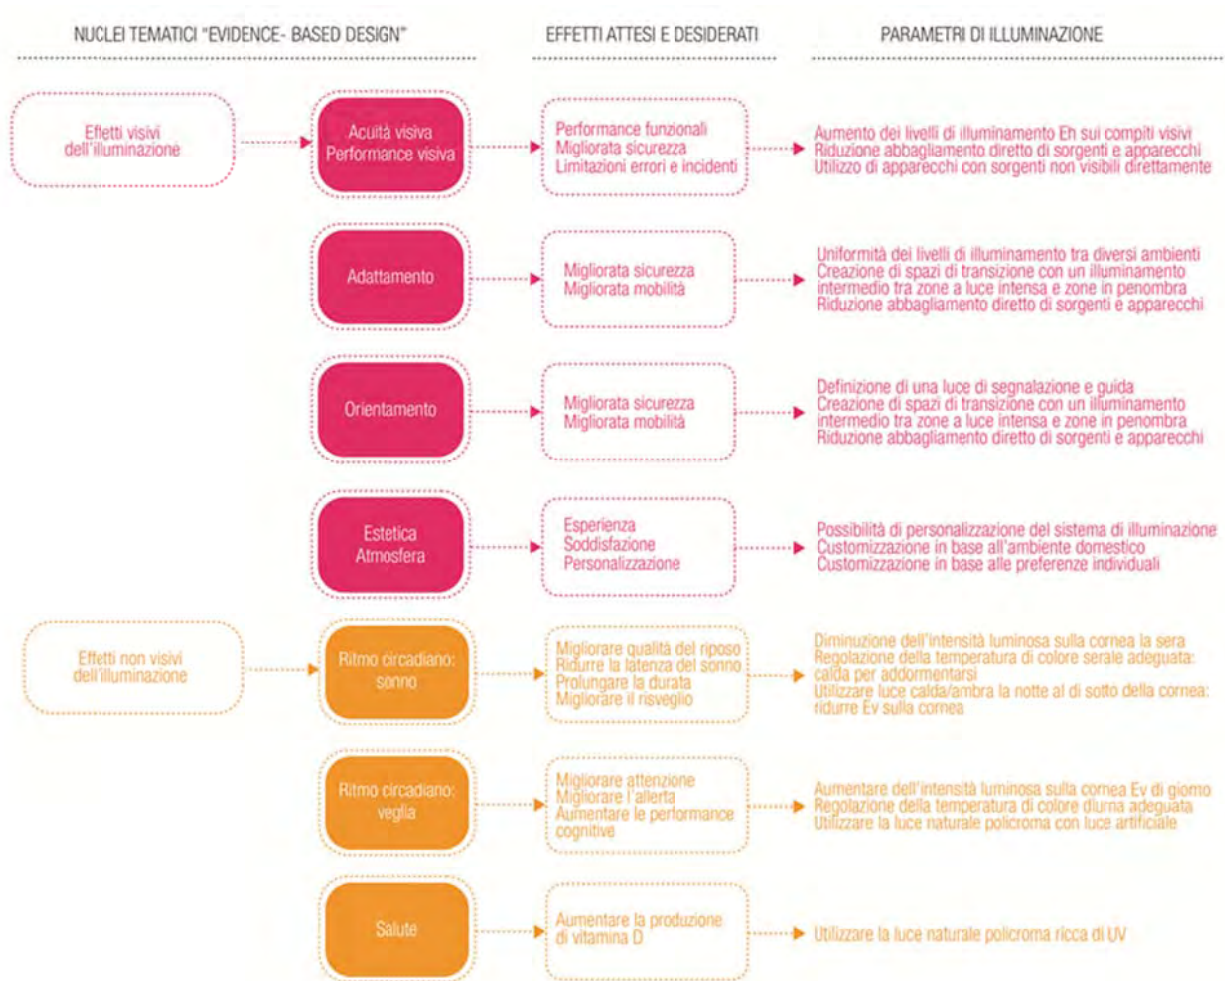 NUCLEI TEMATICI “EVIDENCE- BASED DESIGN”
EFFETTI ATTESI E DESIDERATI
PARAMETRI DI ILLUMINAZIONE
Effetti visivi
dell'illuminazione
Acuità visiva
Performance visiva
Performance funzionali
Migliorata sicurezza
Limitazioni errori e incidenti
Aumento dei livelli di illuminamento Eh sui compiti visivi
Riduzione abbagliamento diretto di sorgenti e apparecchi
Utilizzo di apparecchi con sorgenti non visibili direttamente
Adattamento
Migliorata sicurezza
Migliorata mobilità
Uniformità dei livelli di illuminamento tra diversi ambienti
Creazione di spazi di transizione con un illuminamento
intermedio tra zone a luce intensa e zone in penombra
Riduzione abbagliamento diretto di sorgenti e apparecchi
Orientamento
Migliorata sicurezza
Migliorata mobilità
Definizione di una luce di segnalazione e guida
Creazione di spazi di transizione con un illuminamento
intermedio tra zone a luce intensa e zone in penombra
Riduzione abbagliamento diretto di sorgenti e apparecchi
Estetica
Atmosfera
Esperienza
Soddisfazione
Personalizzazione
Possibilità di personalizzazione del sistema di illuminazione
Customizzazione in base all'ambiente domestico
Customizzazione in base alle preferenze individuali
Effetti non visivi
dell'illuminazione
Ritmo circadiano:
sonno
Migliorare qualità del riposo
Ridurre la latenza del sonno
Prolungare la durata
Migliorare il risveglio
Diminuzione dell'intensità luminosa sulla cornea la sera
Regolazione della temperatura di colore serale adeguata:
calda per addormentarsi
Utilizzare luce calda/ambra la notte al di sotto della cornea:
ridurre Ev sulla cornea
Ritmo circadiano:
veglia
Migliorare attenzione
Migliorare l'allerta
Aumentare le performance
cognitive
Aumentare dell'intensità luminosa sulla cornea Ev di giorno
Regolazione della temperatura di colore diurna adeguata
Utilizzare la luce naturale policroma con luce artificiale
Salute
Aumentare la produzione
di vitamina D
Utilizzare la luce naturale policroma ricca di UV